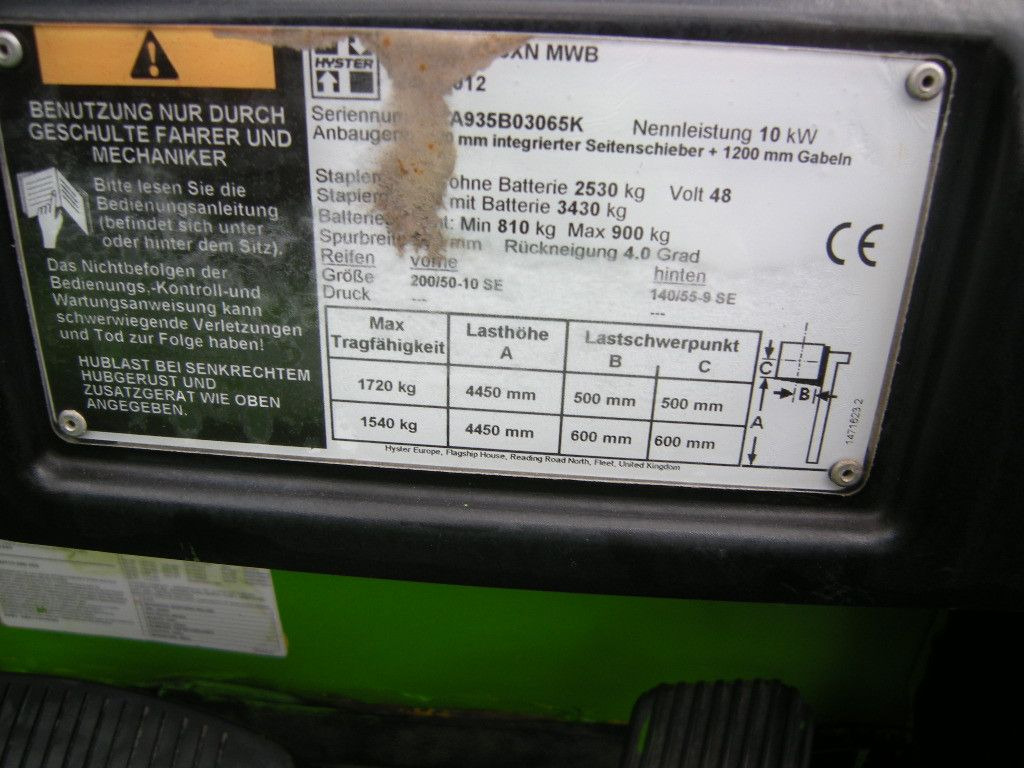 BENUTZUNG NUR DURCH
GESCHULTE FAHRER UND
MECHANIKER
Bitte lesen Sie die
Bedienungsanleitung
(befindet sich unter
oder hinter dem Sitz).
Das Nichtbefolgen der
Bedienungs.-Kontroll-und
Wartungsanweisung kann
schwerwiegende Verletzungen
und Tod zur Folge haben!
HUBLAST BEI SENKRECHTEM
HUBGERUST UND
ZUSATZGERAT WIE OBEN
ANGEGEBEN.
HYSTER
XN MWB
012
A935B03065K Nennleistung 10 kW
mm integrierter Seitenschieber + 1200 mm Gabeln
ohne Batterie 2530 kg Volt 48
mit Batterie 3430 kg
Min 810 kg Max 900 kg
mm Rückneigung 4.0 Grad
Reifen vorne hinten
Größe 200/50-10 SE 140/55-9 SE
Druck --- ---
CE
Max Tragfähigkeit Lasthöhe A Lastschwerpunkt B C
1720 kg 4450 mm 500 mm 500 mm
1540 kg 4450 mm 600 mm 600 mm
C
B
A
1471623.2
Hyster Europe, Flagship House, Reading Road North, Fleet, United Kingdom